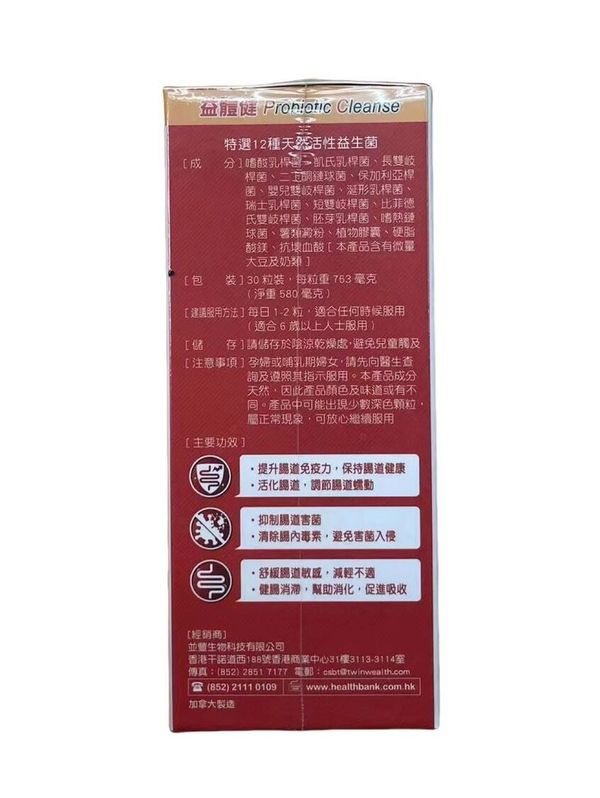 益體健 Probiotic Cleanse
特選12種天然活性益生菌
[成 分] 嗜酸乳桿菌、凱氏乳桿菌、長雙岐
桿菌、二丁酮鏈球菌、保加利亞桿
菌、嬰兒雙岐桿菌、涎形乳桿菌、
瑞士乳桿菌、短雙岐桿菌、比菲德
氏雙岐桿菌、胚芽乳桿菌、嗜熱鏈
球菌、薯類澱粉、植物膠囊、硬脂
酸鎂、抗壞血酸 [ 本產品含有微量
大豆及奶類 ]
[包 裝] 30 粒裝，每粒重 763 毫克
( 淨重 580 毫克 )
[建議服用方法] 每日 1-2 粒，適合任何時候服用
( 適合 6 歲以上人士服用 )
[儲 存] 請儲存於陰涼乾燥處，避免兒童觸及
[注意事項] 孕婦或哺乳期婦女，請先向醫生查
詢及遵照其指示服用。本產品成分
天然，因此產品顏色及味道或有不
同。產品中可能出現少數深色顆粒，
屬正常現象，可放心繼續服用
[主要功效]
・提升腸道免疫力，保持腸道健康
・活化腸道，調節腸道蠕動
・抑制腸道害菌
・清除腸內毒素，避免害菌入侵
・舒緩腸道敏感，減輕不適
・健腸消滯，幫助消化，促進吸收
[經銷商]
並豐生物科技有限公司
香港干諾道西188號香港商業中心31樓3113-3114室
傳真：(852) 2851 7177 電郵：csbt@twinwealth.com
(852) 2111 0109 www.healthbank.com.hk
加拿大製造